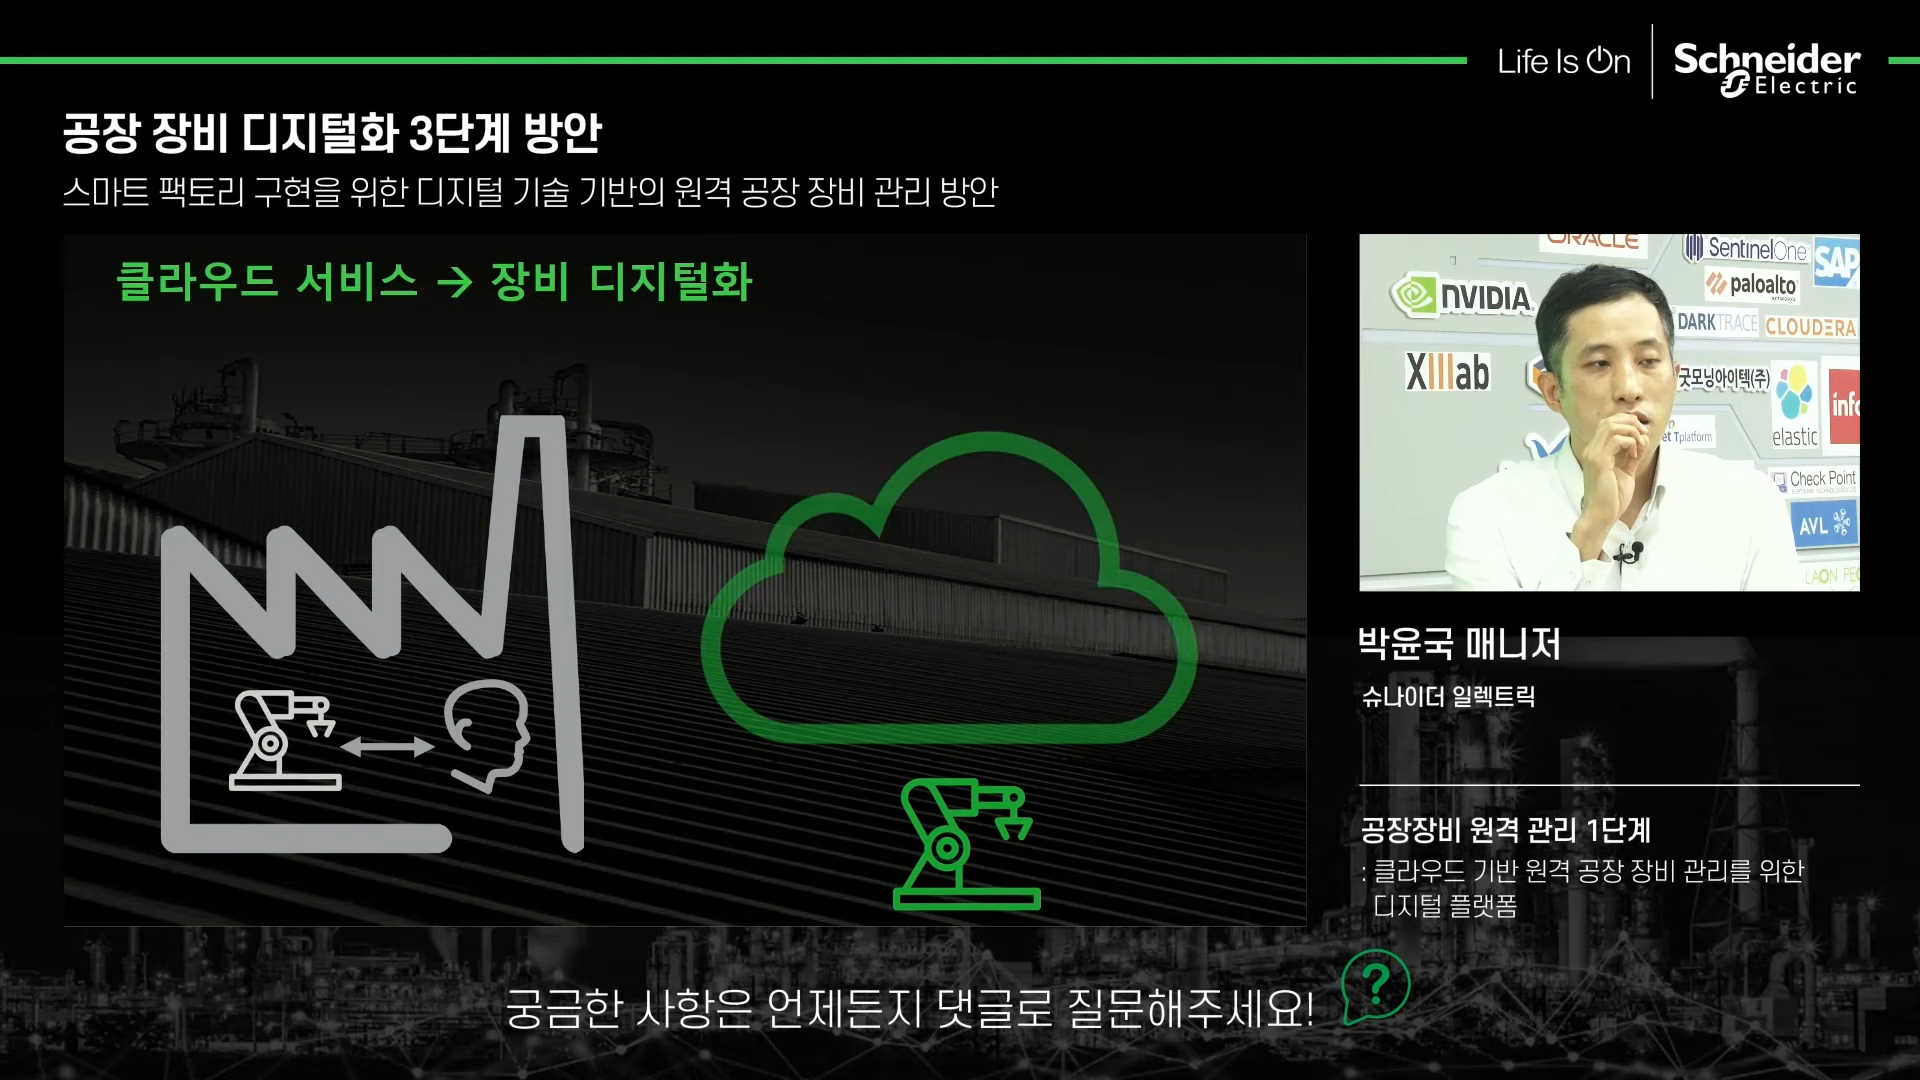 Life Is On
Schneider
Electric
공장 장비 디지털화 3단계 방안
스마트 팩토리 구현을 위한 디지털 기술 기반의 원격 공장 장비 관리 방안
클라우드 서비스 → 장비 디지털화
ORACLE
SentinelOne
SAP
paloalto
NETWORKS
NVIDIA
DARKTRACE
CLOUDERA
XIIIab
굿모닝아이텍(주)
info
elastic
et Tplatform
Check Point
AVL
LAON PE
박윤국 매니저
슈나이더 일렉트릭
공장장비 원격 관리 1단계
: 클라우드 기반 원격 공장 장비 관리를 위한
디지털 플랫폼
궁금한 사항은 언제든지 댓글로 질문해주세요!
?